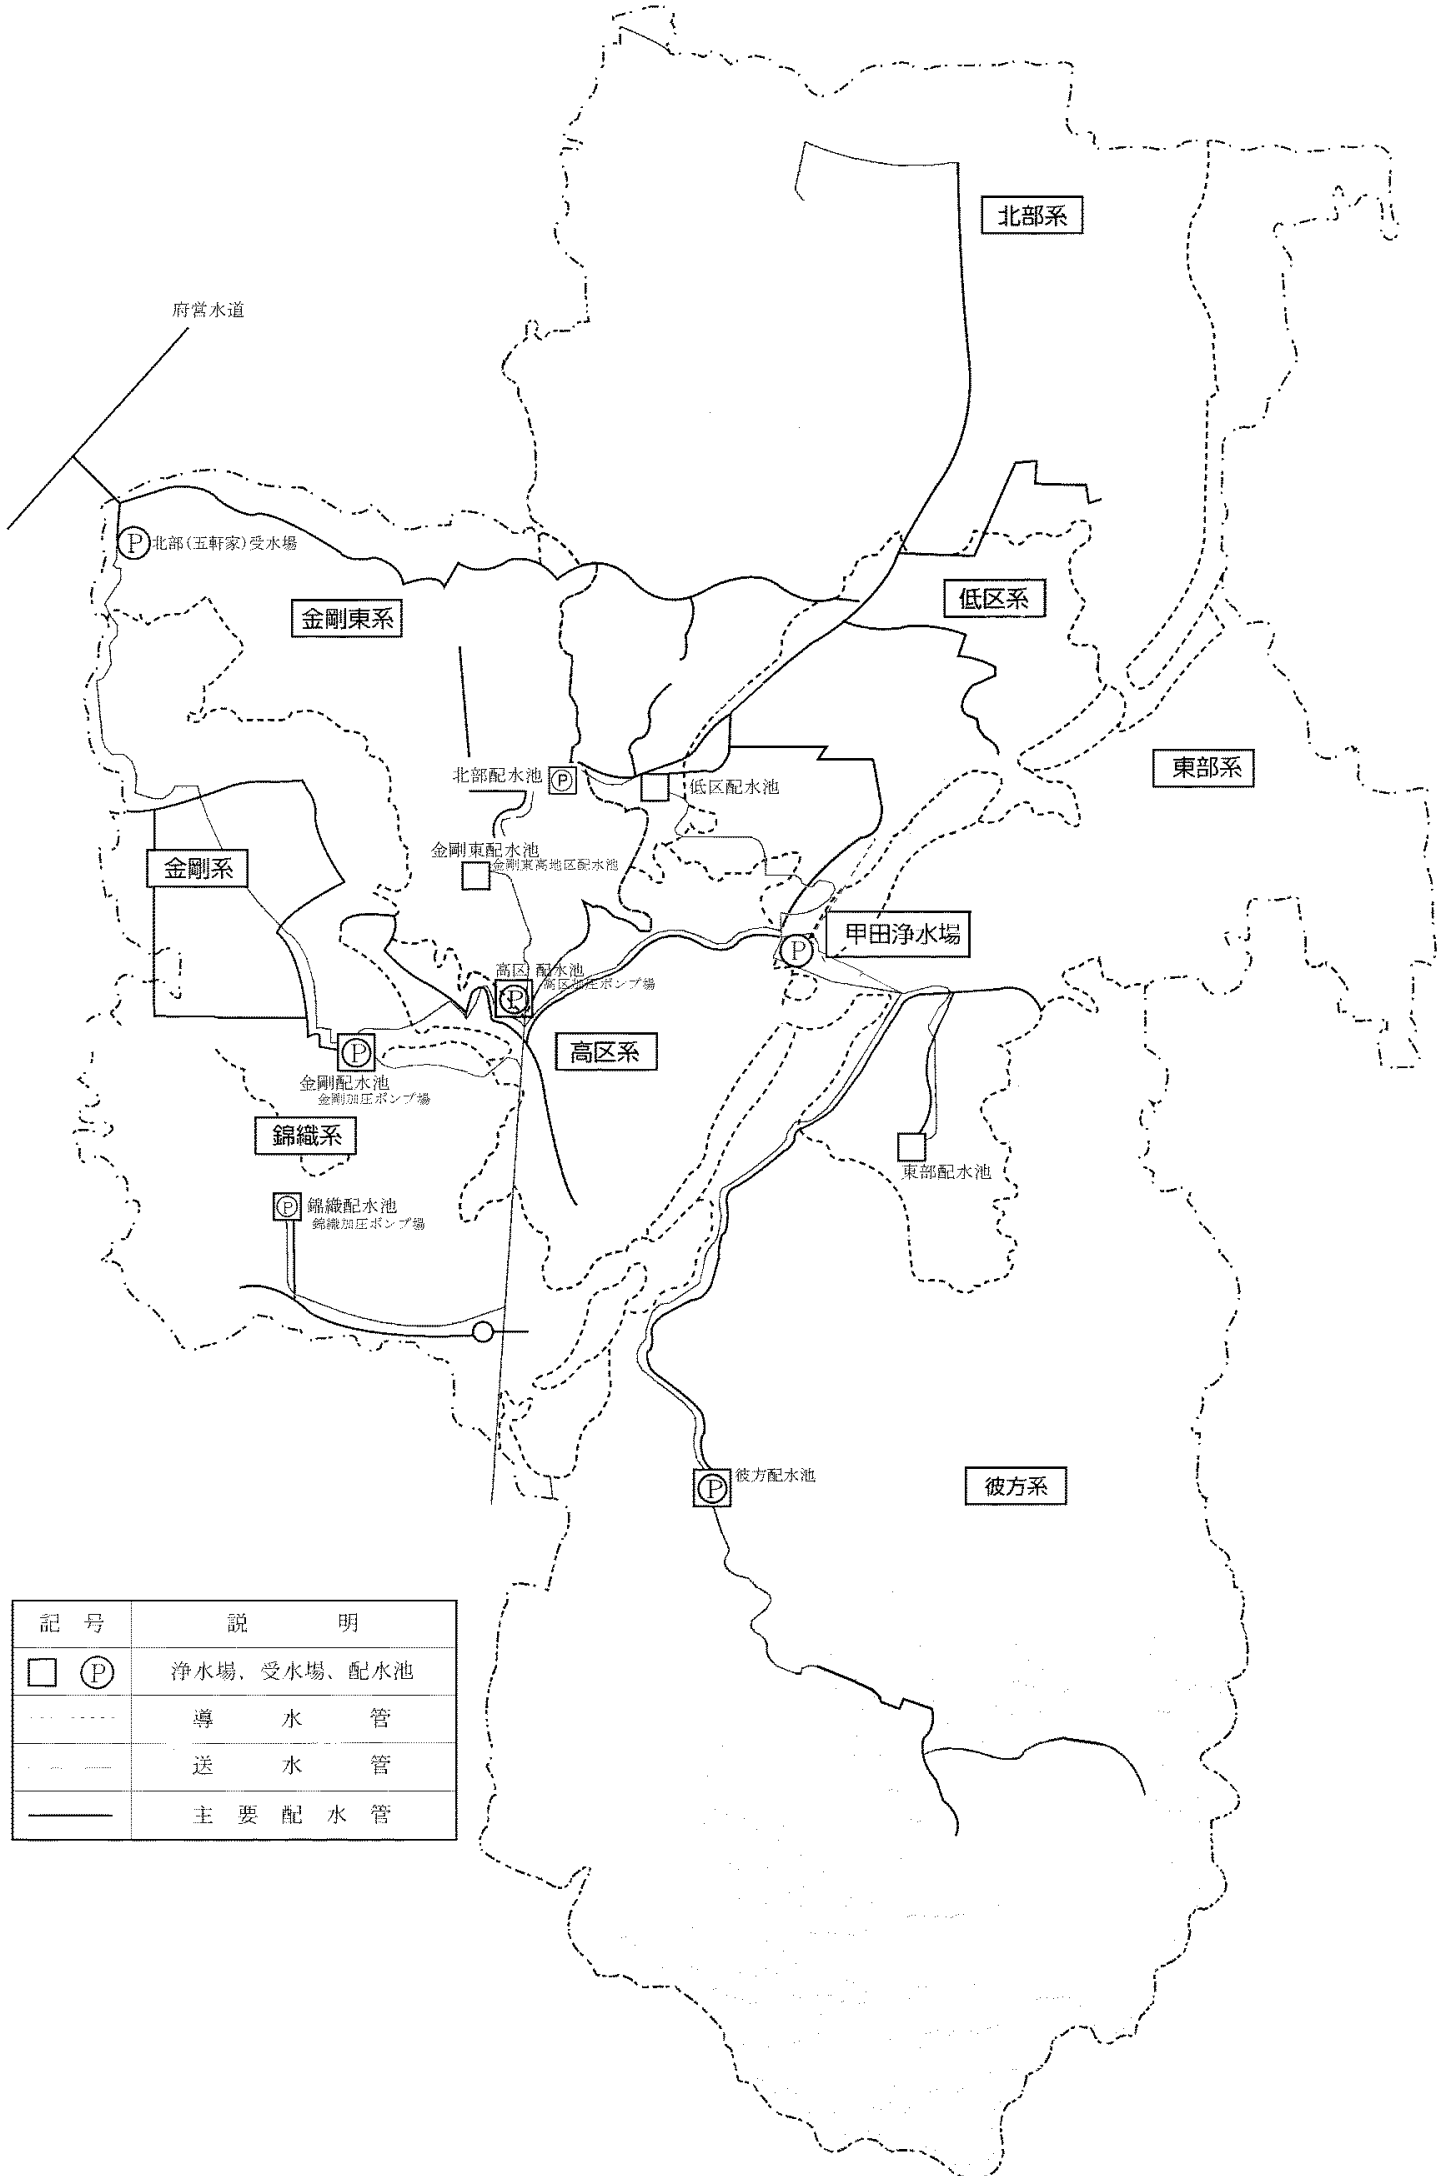 北部系
府営水道
Ⓟ北部(五軒家)受水場
低区系
金剛東系
東部系
北部配水池 Ⓟ
低区配水池
金剛東配水池
金剛東高地区配水池
金剛系
甲田浄水場
Ⓟ
高区 配水池
高区加圧ポンプ場
Ⓟ
高区系
Ⓟ
金剛配水池
金剛加圧ポンプ場
錦織系
東部配水池
Ⓟ 錦織配水池
錦織加圧ポンプ場
Ⓟ 彼方配水池
彼方系
記 号 説 明
□ Ⓟ 浄水場、受水場、配水池
導 水 管
送 水 管
主 要 配 水 管